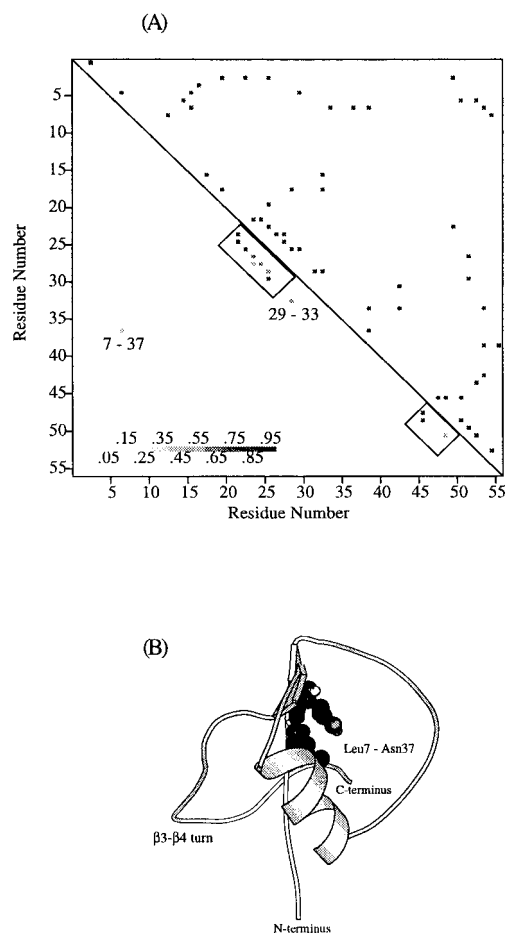 (A)
5
10
15
20
25
30
35
40
45
50
55
Residue Number
29 - 33
7 - 37
.15 .35 .55 .75 .95
.05 .25 .45 .65 .85
5 10 15 20 25 30 35 40 45 50 55
Residue Number
(B)
Leu7 - Asn37
C-terminus
β3-β4 turn
N-terminus